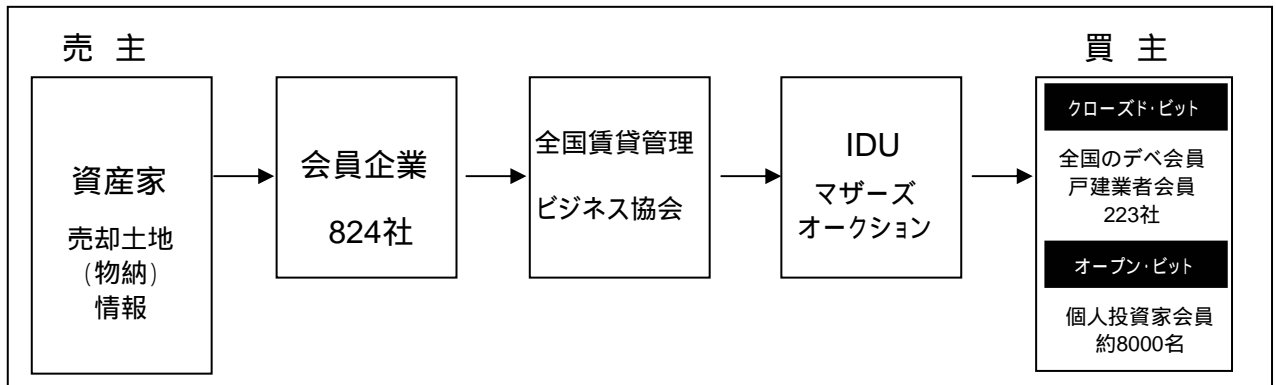 売 主
資産家
売却土地
(物納)
情報
会員企業
824社
全国賃貸管理
ビジネス協会
IDU
マザーズ
オークション
買 主
クローズド・ビット
全国のデベ会員
戸建業者会員
223社
オープン・ビット
個人投資家会員
約8000名